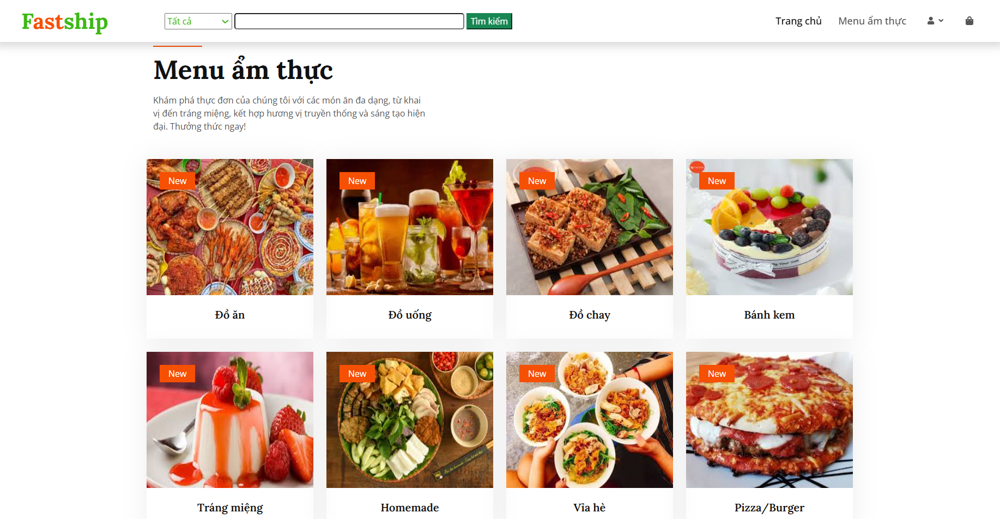 Fastship
Tất cả
Tìm kiếm
Trang chủ
Menu ẩm thực
Menu ẩm thực
Khám phá thực đơn của chúng tôi với các món ăn đa dạng, từ khai
vị đến tráng miệng, kết hợp hương vị truyền thống và sáng tạo hiện
đại. Thưởng thức ngay!
New
New
New
New
Đồ ăn
Đồ uống
Đồ chay
Bánh kem
New
New
New
New
Tráng miệng
Homemade
Vỉa hè
Pizza/Burger